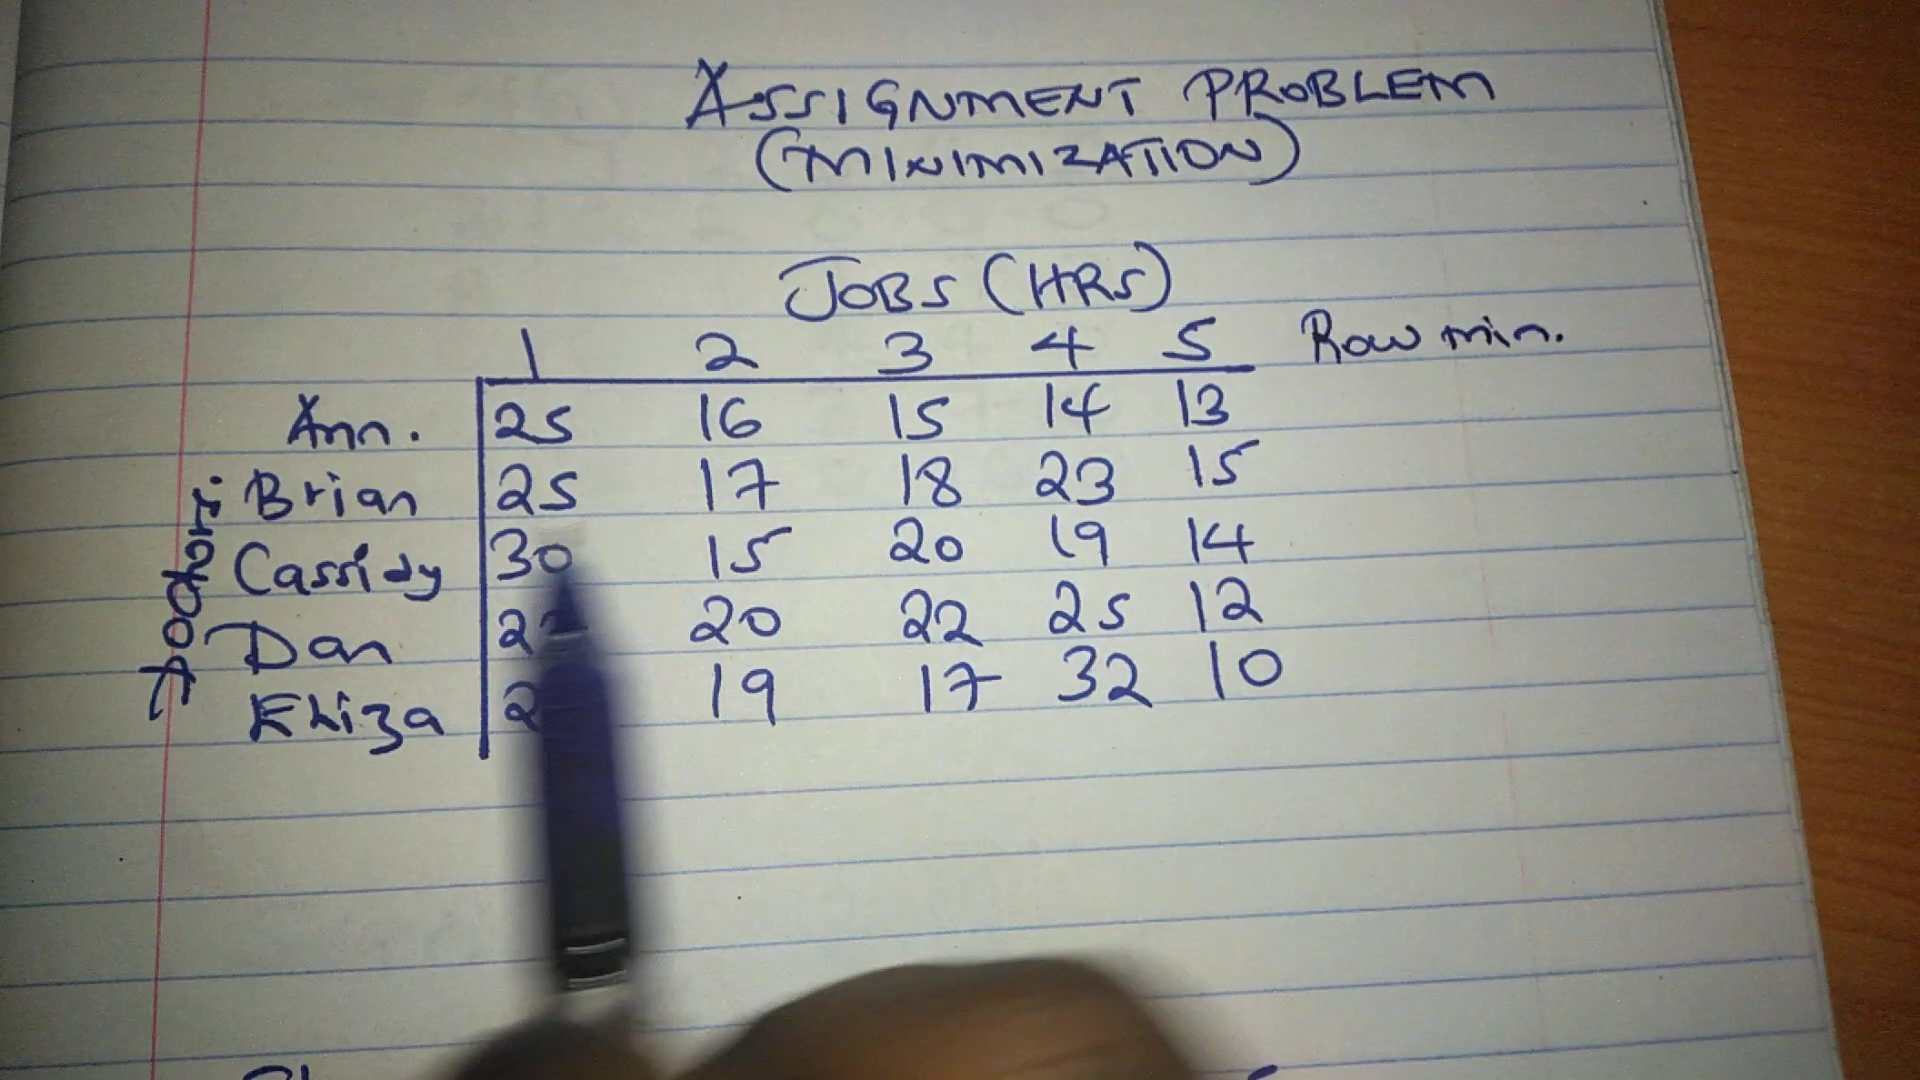 ASSIGNMENT PROBLEM
(MINIMIZATION)
JOBS (HRS)
1 2 3 4 5 Row min.
Ann. 25 16 15 14 13
Brian 25 17 18 23 15
Cassidy 30 15 20 19 14
Dan 20 22 25 12
Eliza 19 17 32 10